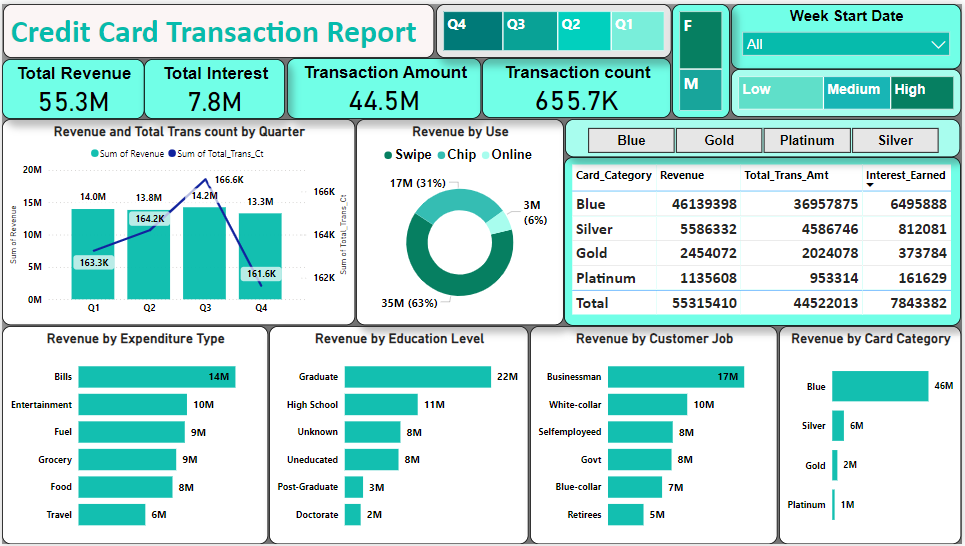 Credit Card Transaction Report
Q4 Q3 Q2 Q1
F
M
Week Start Date
All
Low Medium High
Total Revenue
55.3M
Total Interest
7.8M
Transaction Amount
44.5M
Transaction count
655.7K
Revenue and Total Trans count by Quarter
Sum of Revenue Sum of Total_Trans_Ct
Sum of Revenue
20M
15M
10M
5M
0M
14.0M 13.8M 14.2M 13.3M
163.3K 164.2K 166.6K 161.6K
Q1 Q2 Q3 Q4
166K
164K
162K
Sum of Total_Trans_Ct
Revenue by Use
Swipe Chip Online
17M (31%)
3M
(6%)
35M (63%)
Blue Gold Platinum Silver
Card_Category Revenue Total_Trans_Amt Interest_Earned
Blue 46139398 36957875 6495888
Silver 5586332 4586746 812081
Gold 2454072 2024078 373784
Platinum 1135608 953314 161629
Total 55315410 44522013 7843382
Revenue by Expenditure Type
Bills 14M
Entertainment 10M
Fuel 9M
Grocery 9M
Food 8M
Travel 6M
Revenue by Education Level
Graduate 22M
High School 11M
Unknown 8M
Uneducated 8M
Post-Graduate 3M
Doctorate 2M
Revenue by Customer Job
Businessman 17M
White-collar 10M
Selfemployeed 8M
Govt 8M
Blue-collar 7M
Retirees 5M
Revenue by Card Category
Blue 46M
Silver 6M
Gold 2M
Platinum 1M